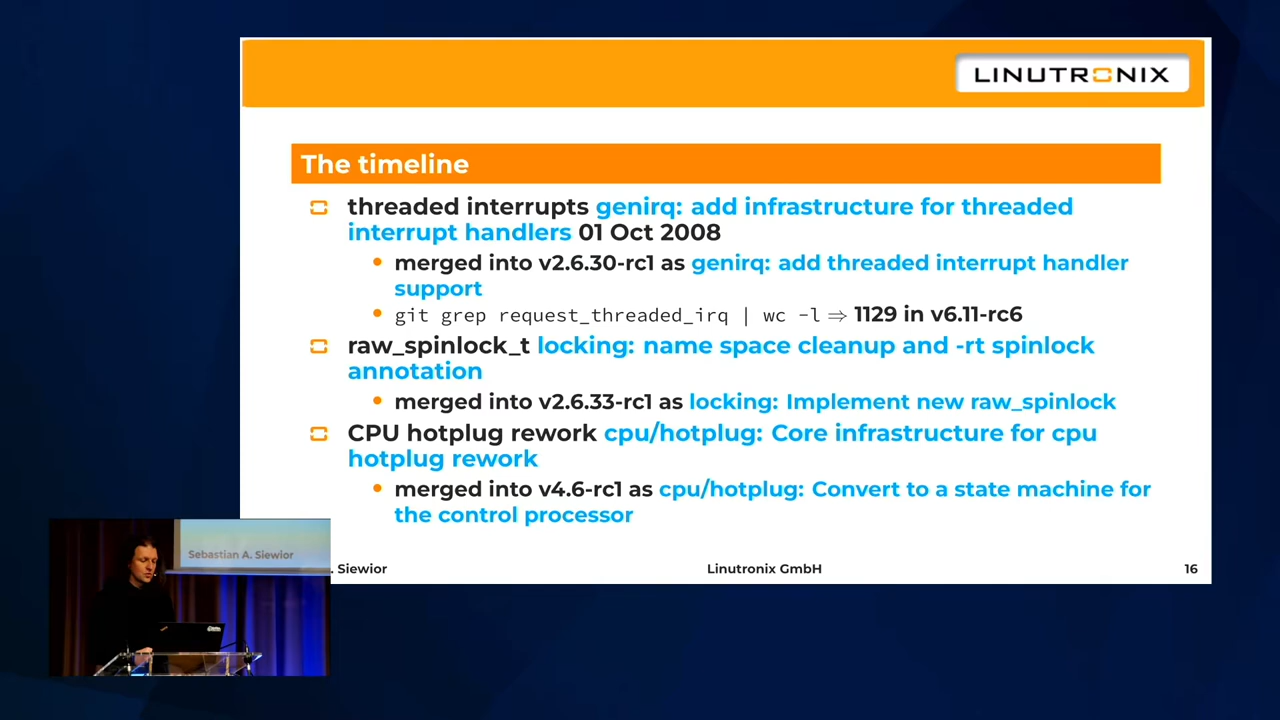 LINUTRONIX
The timeline
threaded interrupts genirq: add infrastructure for threaded
interrupt handlers 01 Oct 2008
merged into v2.6.30-rc1 as genirq: add threaded interrupt handler
support
git grep request_threaded_irq | wc -l ⇒ 1129 in v6.11-rc6
raw_spinlock_t locking: name space cleanup and -rt spinlock
annotation
merged into v2.6.33-rc1 as locking: Implement new raw_spinlock
CPU hotplug rework cpu/hotplug: Core infrastructure for cpu
hotplug rework
merged into v4.6-rc1 as cpu/hotplug: Convert to a state machine for
the control processor
Sebastian A. Siewior
. Siewior Linutronix GmbH 16